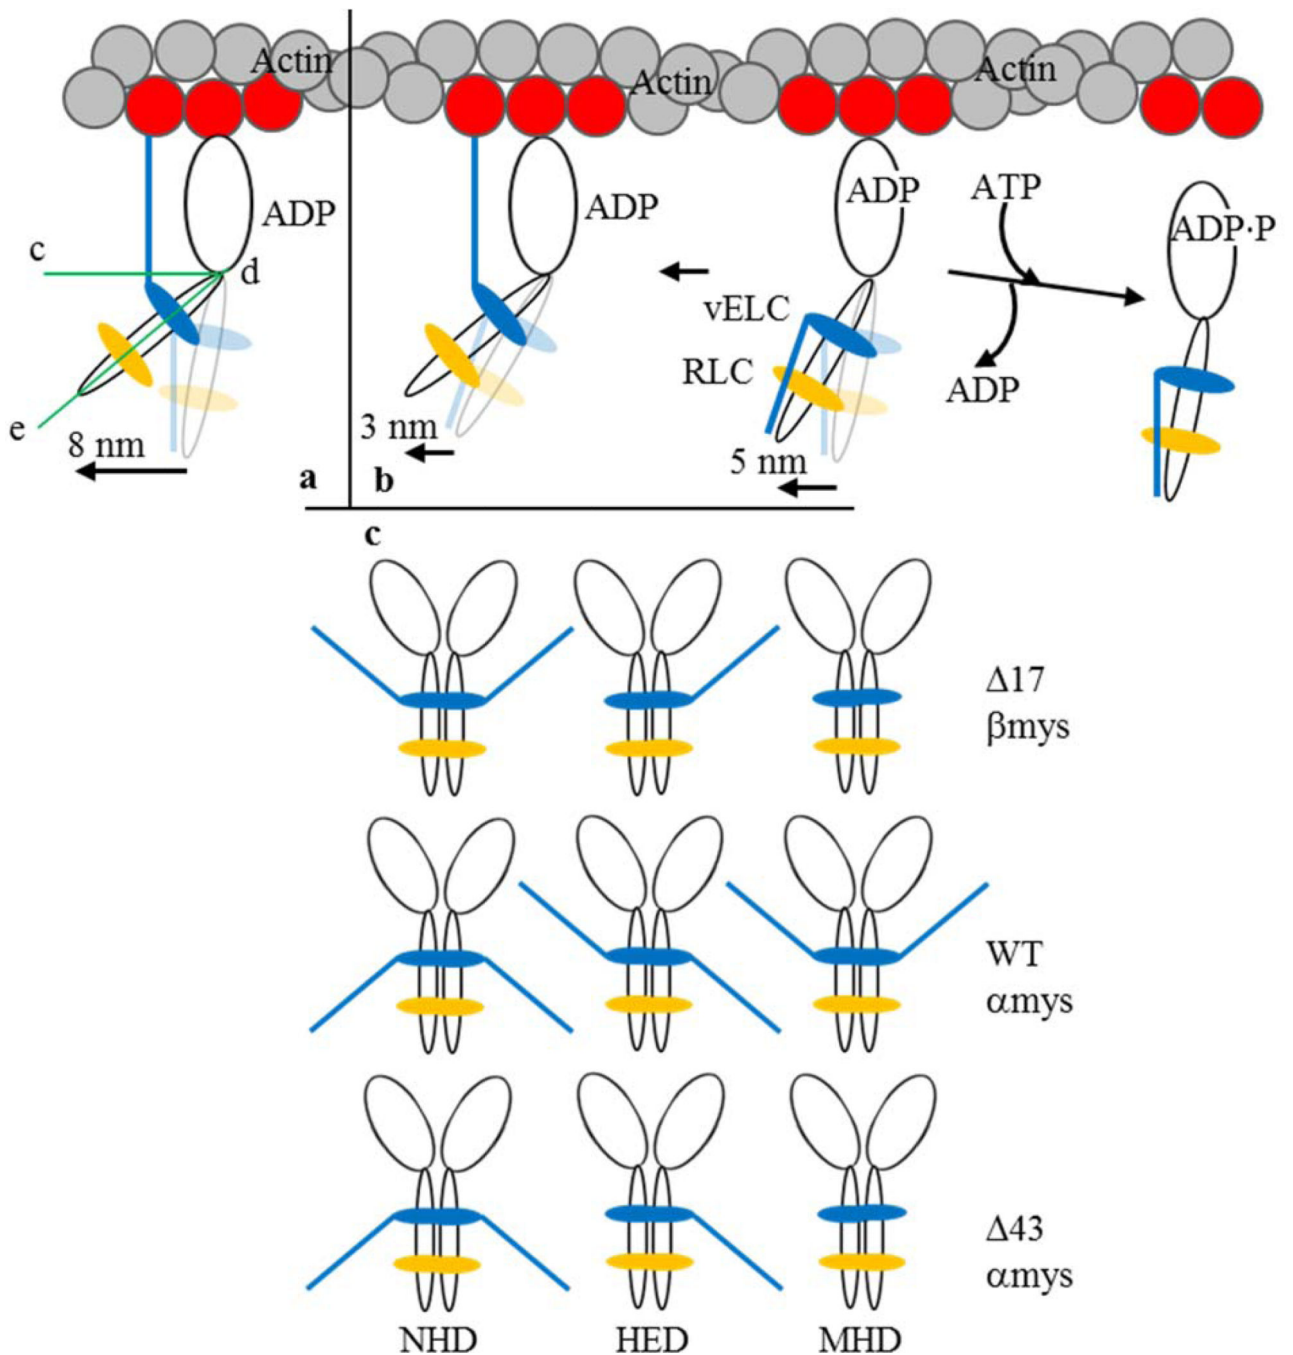 Actin
Actin
Actin
ADP
ADP
ADP
ATP
ADP·P
c
d
vELC
RLC
ADP
e
8 nm
3 nm
5 nm
a
b
c
Δ17
βmys
WT
αmys
Δ43
αmys
NHD
HED
MHD